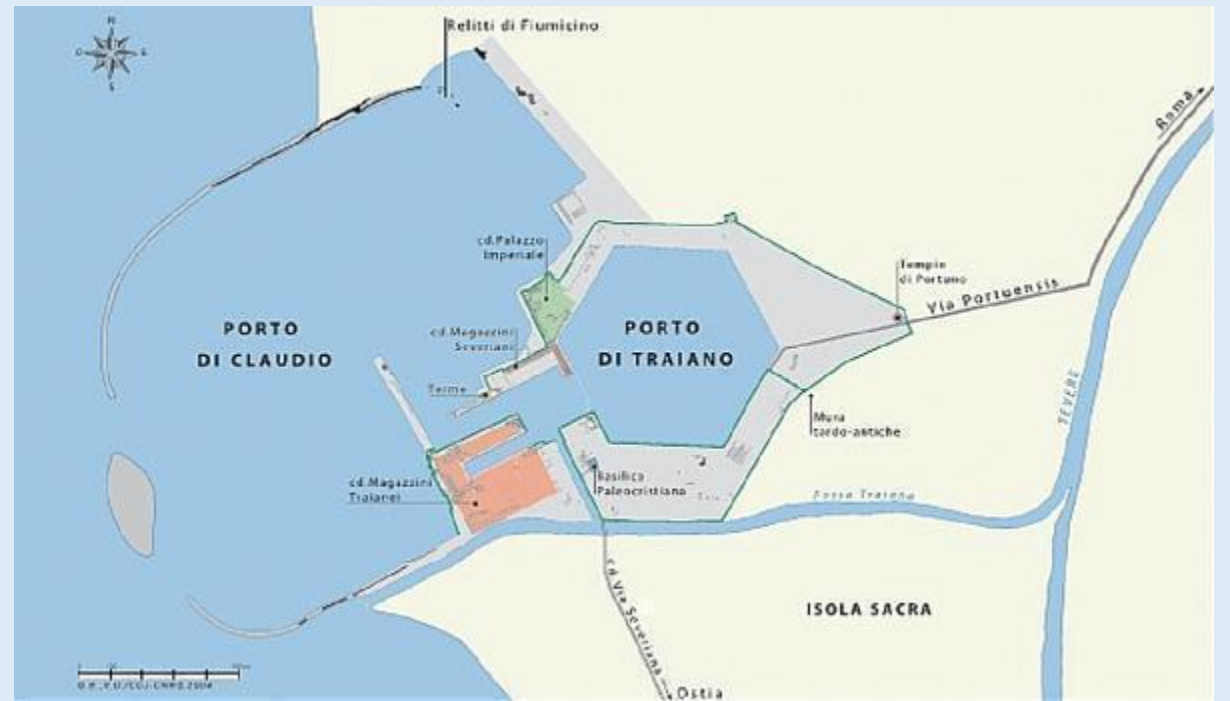 N
O
E
S
Relitti di Fiumicino
Roma
cd.Palazzo
Imperiale
Tempio
di Portuno
Via Portuensis
PORTO
DI CLAUDIO
cd.Magazzini
Severiani
PORTO
DI TRAIANO
Terme
TEVERE
Mura
tardo-antiche
cd.Magazzini
Traianei
Basilica
Paleocristiana
Fossa Traiana
cd.Via Severiana
ISOLA SACRA
Ostia